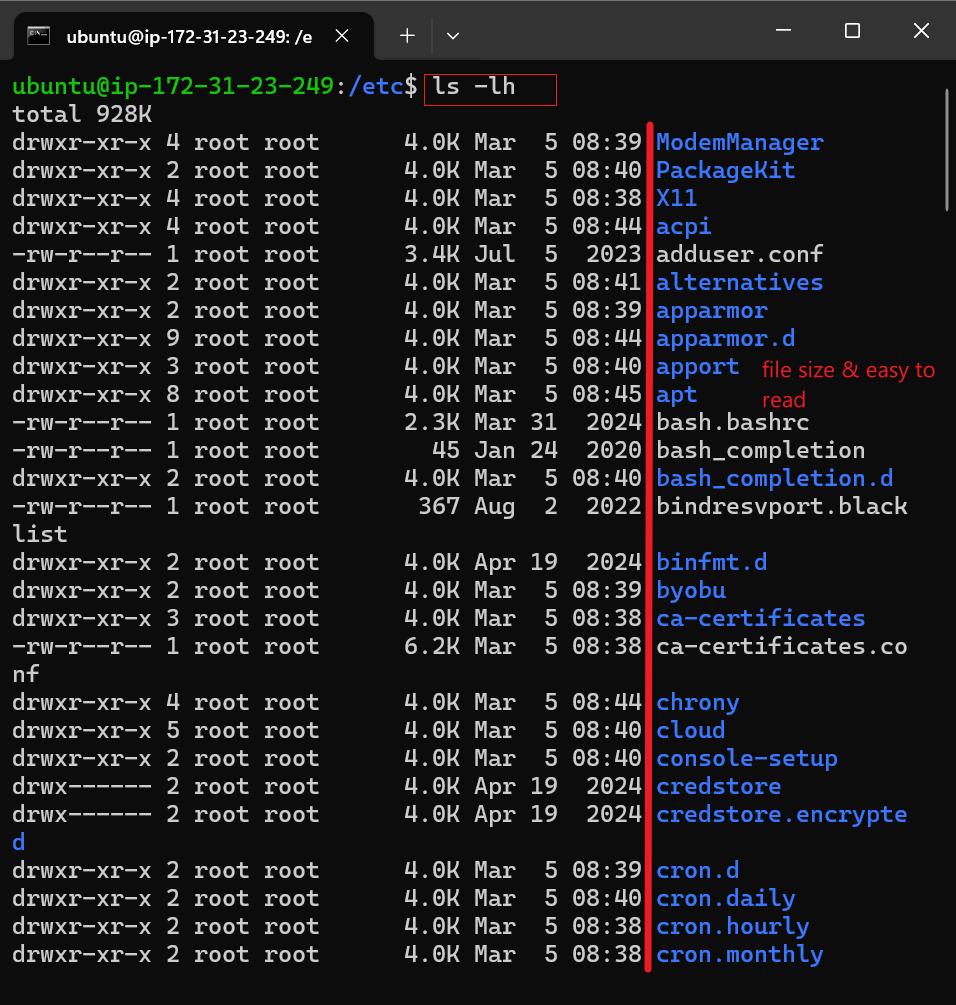 ubuntu@ip-172-31-23-249: /e
ubuntu@ip-172-31-23-249:/etc$ ls -lh
total 928K
drwxr-xr-x 4 root root      4.0K Mar  5 08:39 ModemManager
drwxr-xr-x 2 root root      4.0K Mar  5 08:40 PackageKit
drwxr-xr-x 4 root root      4.0K Mar  5 08:38 X11
drwxr-xr-x 4 root root      4.0K Mar  5 08:44 acpi
-rw-r--r-- 1 root root      3.4K Jul  5  2023 adduser.conf
drwxr-xr-x 2 root root      4.0K Mar  5 08:41 alternatives
drwxr-xr-x 2 root root      4.0K Mar  5 08:39 apparmor
drwxr-xr-x 9 root root      4.0K Mar  5 08:44 apparmor.d
drwxr-xr-x 3 root root      4.0K Mar  5 08:40 apport
file size & easy to
drwxr-xr-x 8 root root      4.0K Mar  5 08:45 apt
read
-rw-r--r-- 1 root root      2.3K Mar 31  2024 bash.bashrc
-rw-r--r-- 1 root root        45 Jan 24  2020 bash_completion
drwxr-xr-x 2 root root      4.0K Mar  5 08:40 bash_completion.d
-rw-r--r-- 1 root root       367 Aug  2  2022 bindresvport.black
list
drwxr-xr-x 2 root root      4.0K Apr 19  2024 binfmt.d
drwxr-xr-x 2 root root      4.0K Mar  5 08:39 byobu
drwxr-xr-x 3 root root      4.0K Mar  5 08:38 ca-certificates
-rw-r--r-- 1 root root      6.2K Mar  5 08:38 ca-certificates.co
nf
drwxr-xr-x 4 root root      4.0K Mar  5 08:44 chrony
drwxr-xr-x 5 root root      4.0K Mar  5 08:40 cloud
drwxr-xr-x 2 root root      4.0K Mar  5 08:40 console-setup
drwx------ 2 root root      4.0K Apr 19  2024 credstore
drwx------ 2 root root      4.0K Apr 19  2024 credstore.encrypte
d
drwxr-xr-x 2 root root      4.0K Mar  5 08:39 cron.d
drwxr-xr-x 2 root root      4.0K Mar  5 08:40 cron.daily
drwxr-xr-x 2 root root      4.0K Mar  5 08:38 cron.hourly
drwxr-xr-x 2 root root      4.0K Mar  5 08:38 cron.monthly